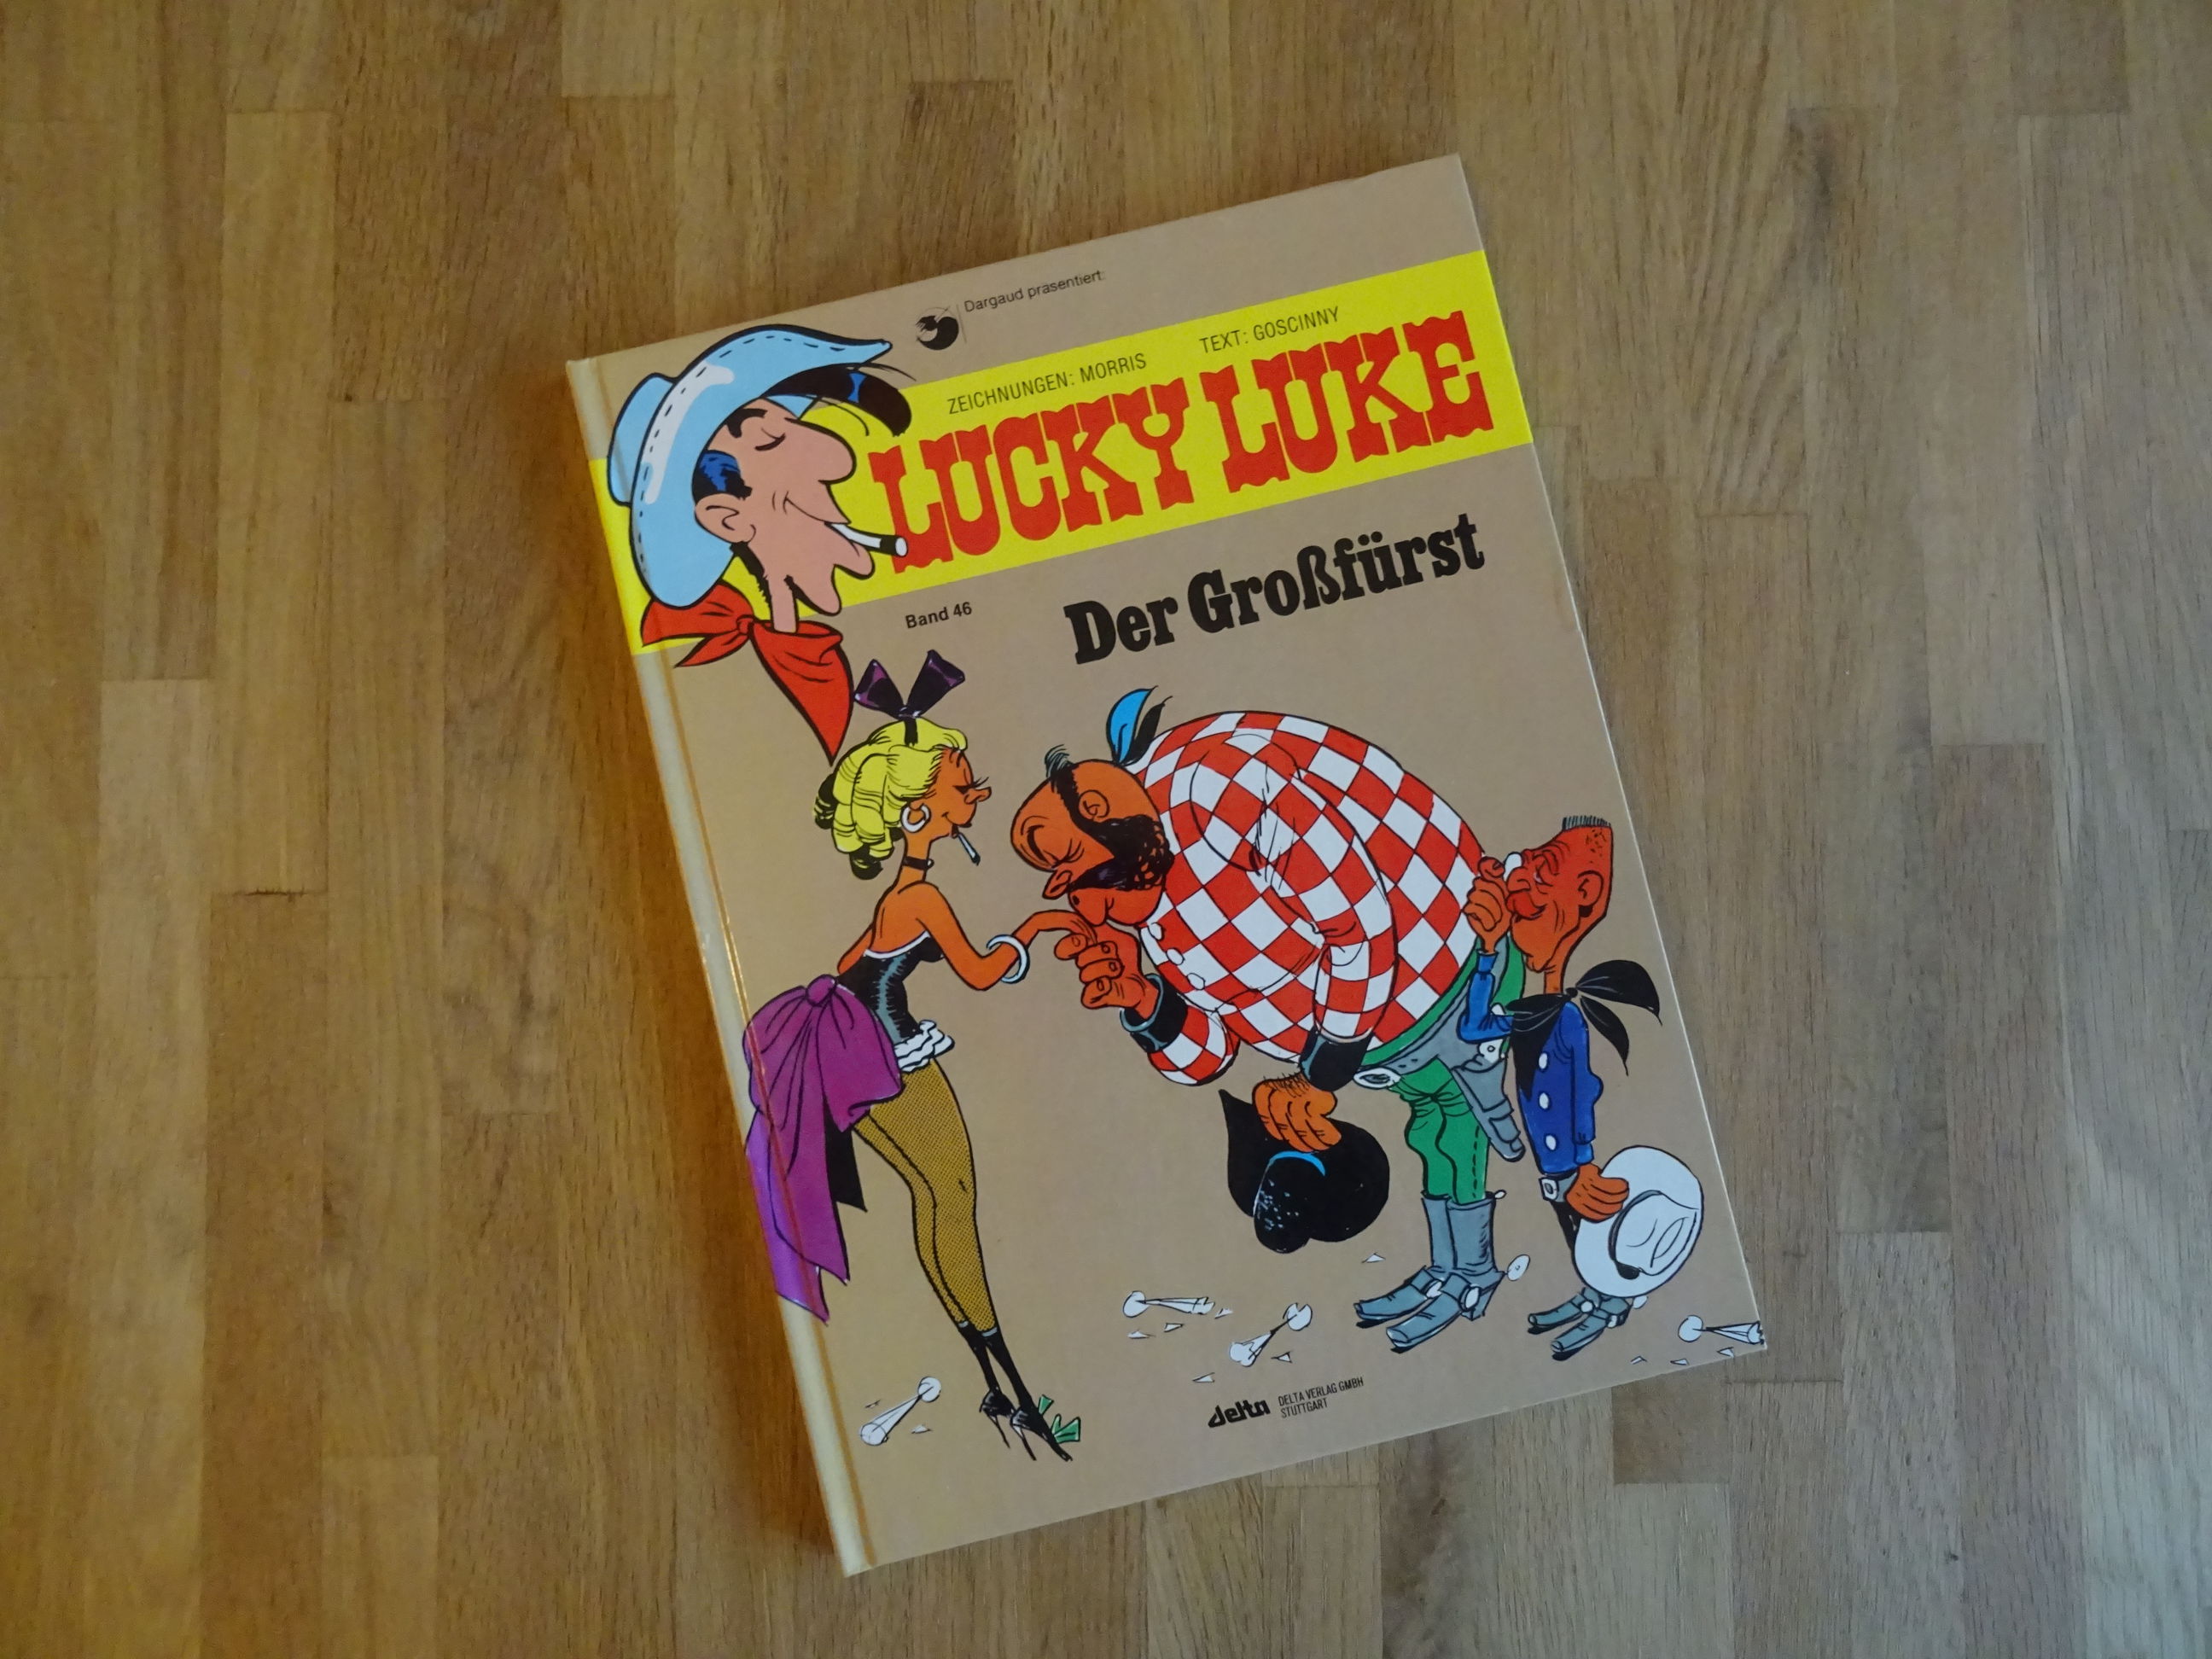 Dargaud präsentiert:
ZEICHNUNGEN: MORRIS TEXT: GOSCINNY
LUCKY LUKE
Band 46
Der Großfürst
delta DELTA VERLAG GMBH
STUTTGART